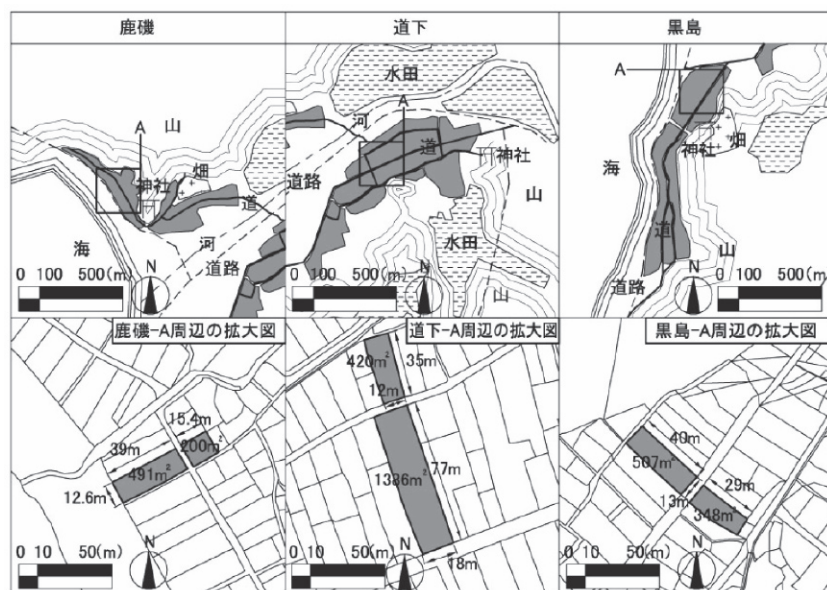 鹿磯
道下
黒島
A
山
神社
畑
道
河
道路
海
0 100 500(m)
N
水田
A
河
道
神社
道路
山
水田
山
0 100 500(m)
N
A
海
神社
畑
道
山
道路
0 100 500(m)
N
鹿磯-A周辺の拡大図
15.4m
39m
200m²
491m²
12.6m
N
0 10 50(m)
道下-A周辺の拡大図
420m²
35m
12m
1386m²
77m
18m
N
0 10 50(m)
黒島-A周辺の拡大図
40m
507m²
29m
13m
348m²
N
0 10 50(m)